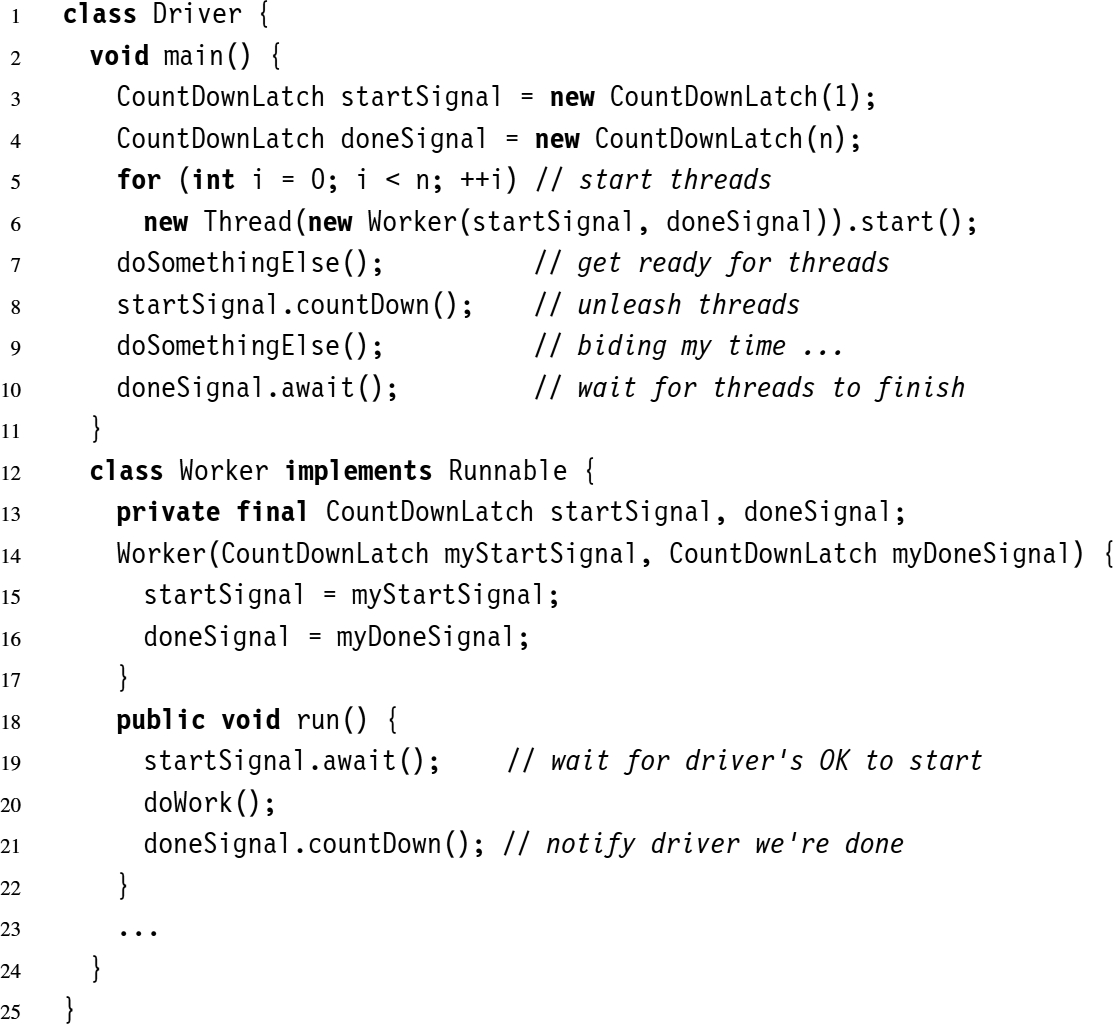 1 class Driver {
2 void main() {
3 CountDownLatch startSignal = new CountDownLatch(1);
4 CountDownLatch doneSignal = new CountDownLatch(n);
5 for (int i = 0; i < n; ++i) // start threads
6 new Thread(new Worker(startSignal, doneSignal)).start();
7 doSomethingElse(); // get ready for threads
8 startSignal.countDown(); // unleash threads
9 doSomethingElse(); // biding my time ...
10 doneSignal.await(); // wait for threads to finish
11 }
12 class Worker implements Runnable {
13 private final CountDownLatch startSignal, doneSignal;
14 Worker(CountDownLatch myStartSignal, CountDownLatch myDoneSignal) {
15 startSignal = myStartSignal;
16 doneSignal = myDoneSignal;
17 }
18 public void run() {
19 startSignal.await(); // wait for driver's OK to start
20 doWork();
21 doneSignal.countDown(); // notify driver we're done
22 }
23 ...
24 }
25 }